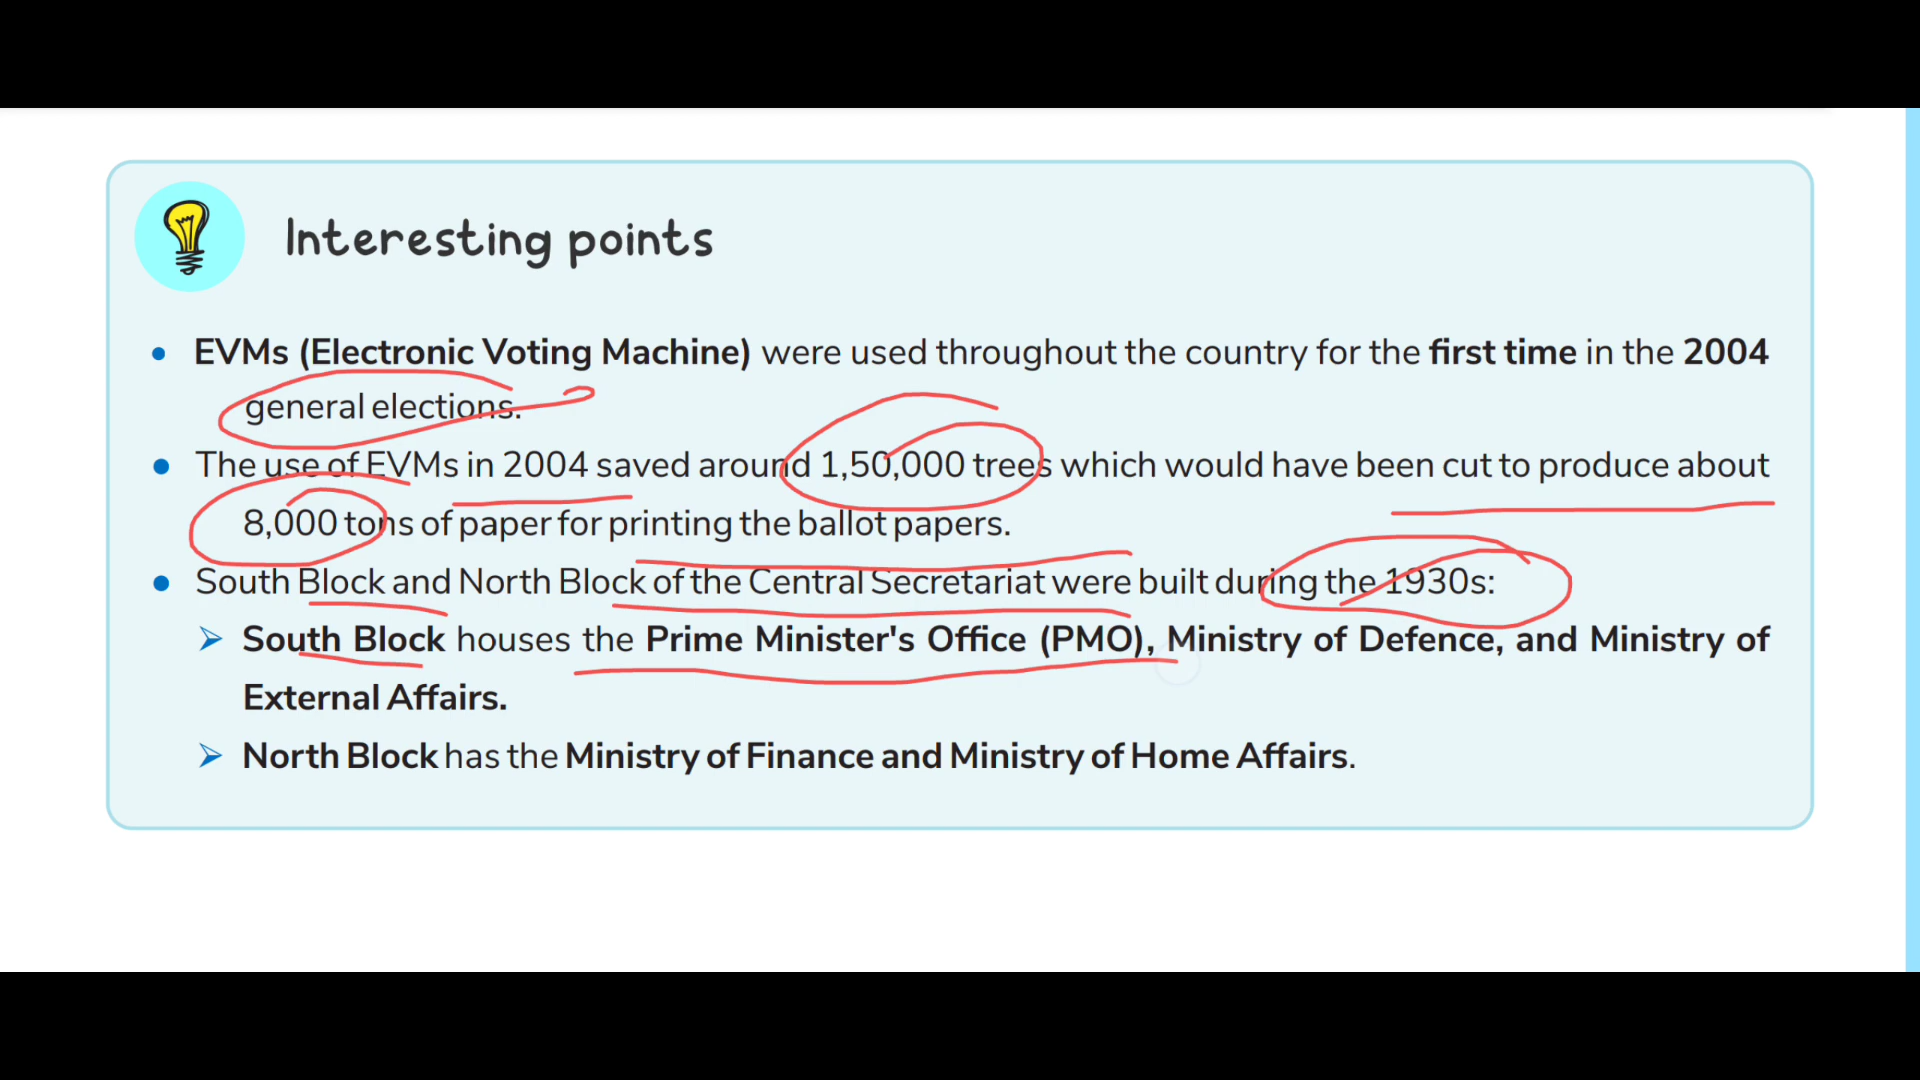 Interesting points
• EVMs (Electronic Voting Machine) were used throughout the country for the first time in the 2004
general elections.
• The use of EVMs in 2004 saved around 1,50,000 trees which would have been cut to produce about
8,000 tons of paper for printing the ballot papers.
• South Block and North Block of the Central Secretariat were built during the 1930s:
➢ South Block houses the Prime Minister's Office (PMO), Ministry of Defence, and Ministry of
External Affairs.
➢ North Block has the Ministry of Finance and Ministry of Home Affairs.